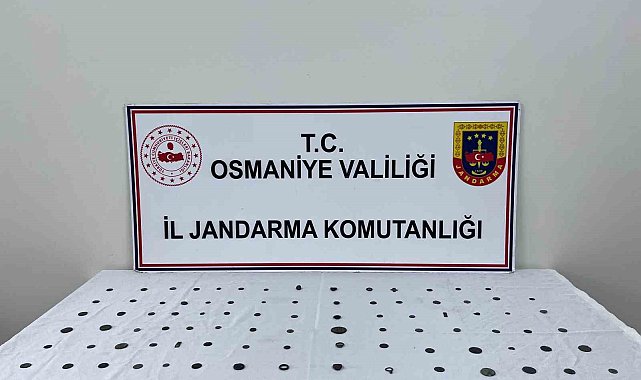 T.C.
OSMANİYE VALİLİĞİ
İL JANDARMA KOMUTANLIĞI
JANDARMA